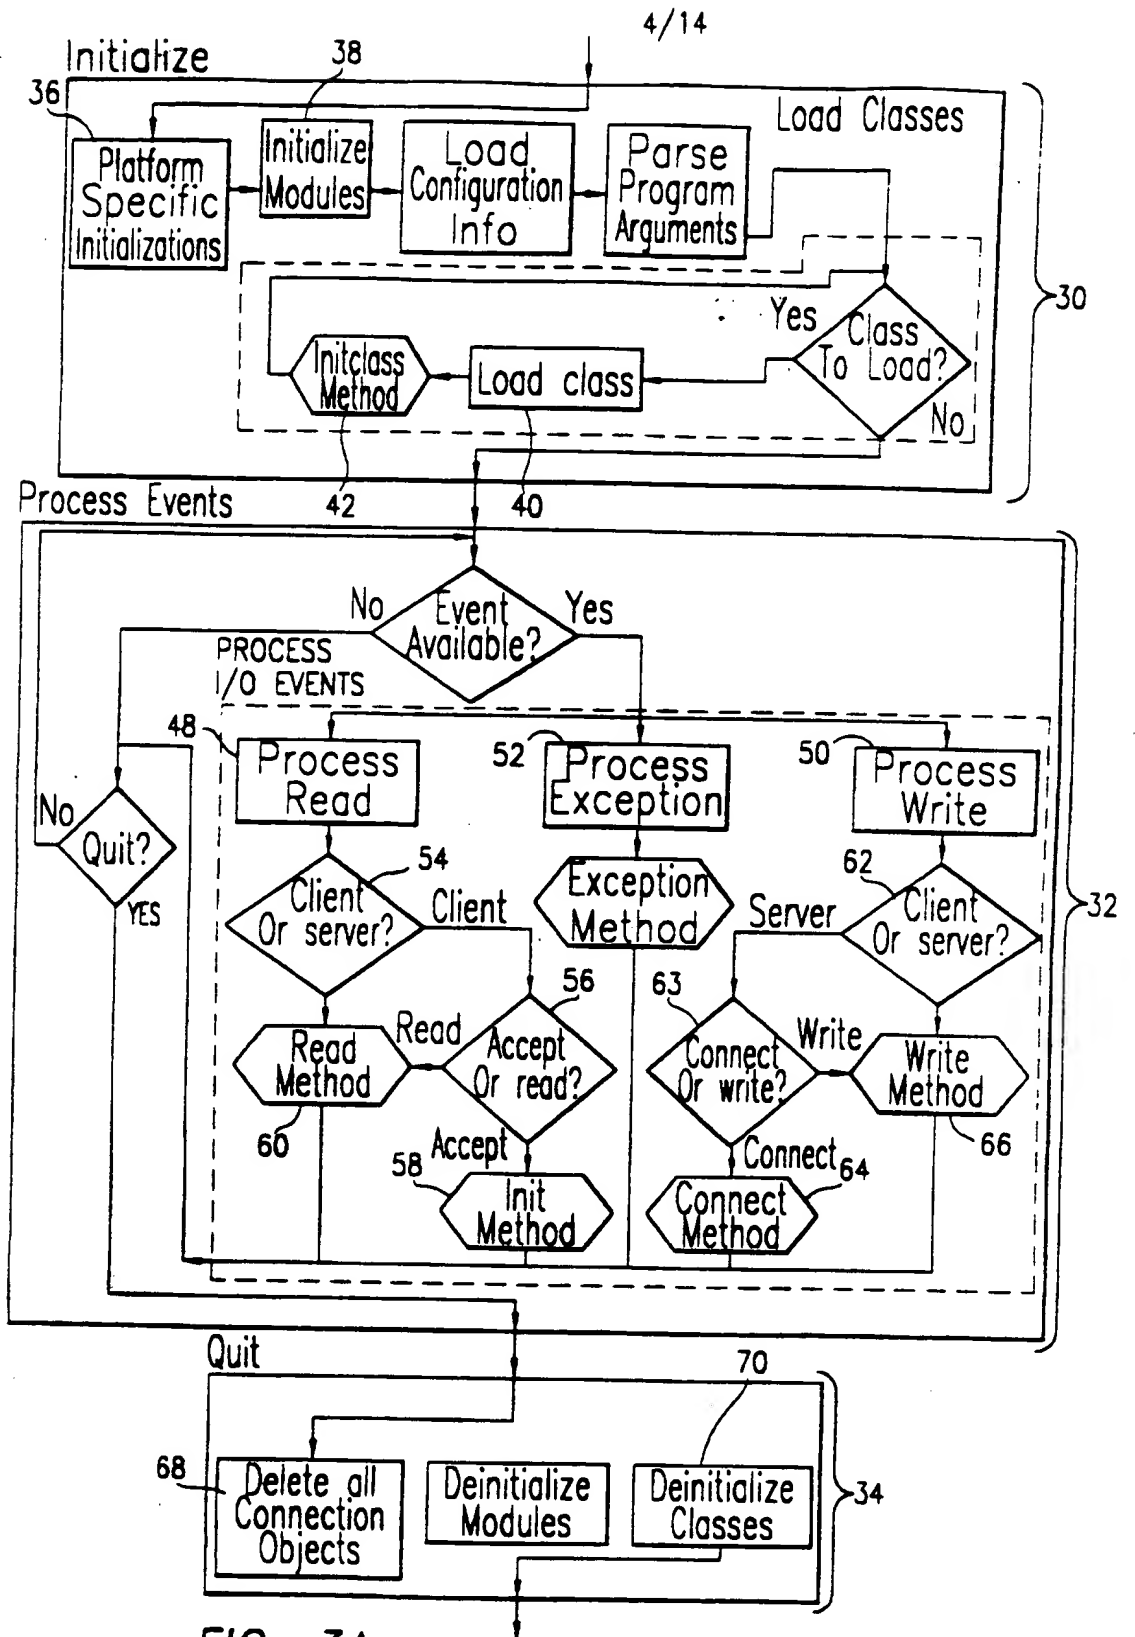 4/14
Initialize
38
36
Load Classes
Platform
Specific
Initializations
Initialize
Modules
Load
Configuration
Info
Parse
Program
Arguments
30
Yes
Class
To Load?
No
Initclass
Method
Load class
42
40
Process Events
No
Event
Available?
Yes
PROCESS
I/O EVENTS
48
Process
Read
52
Process
Exception
50
Process
Write
No
Quit?
YES
54
Client
Or server?
Client
Exception
Method
62
Server
Client
Or server?
32
56
63
Read
Method
Read
Accept
Or read?
Connect
Or write?
Write
Write
Method
60
66
Accept
Connect
58
Init
Method
64
Connect
Method
Quit
70
68
Delete all
Connection
Objects
Deinitialize
Modules
Deinitialize
Classes
34